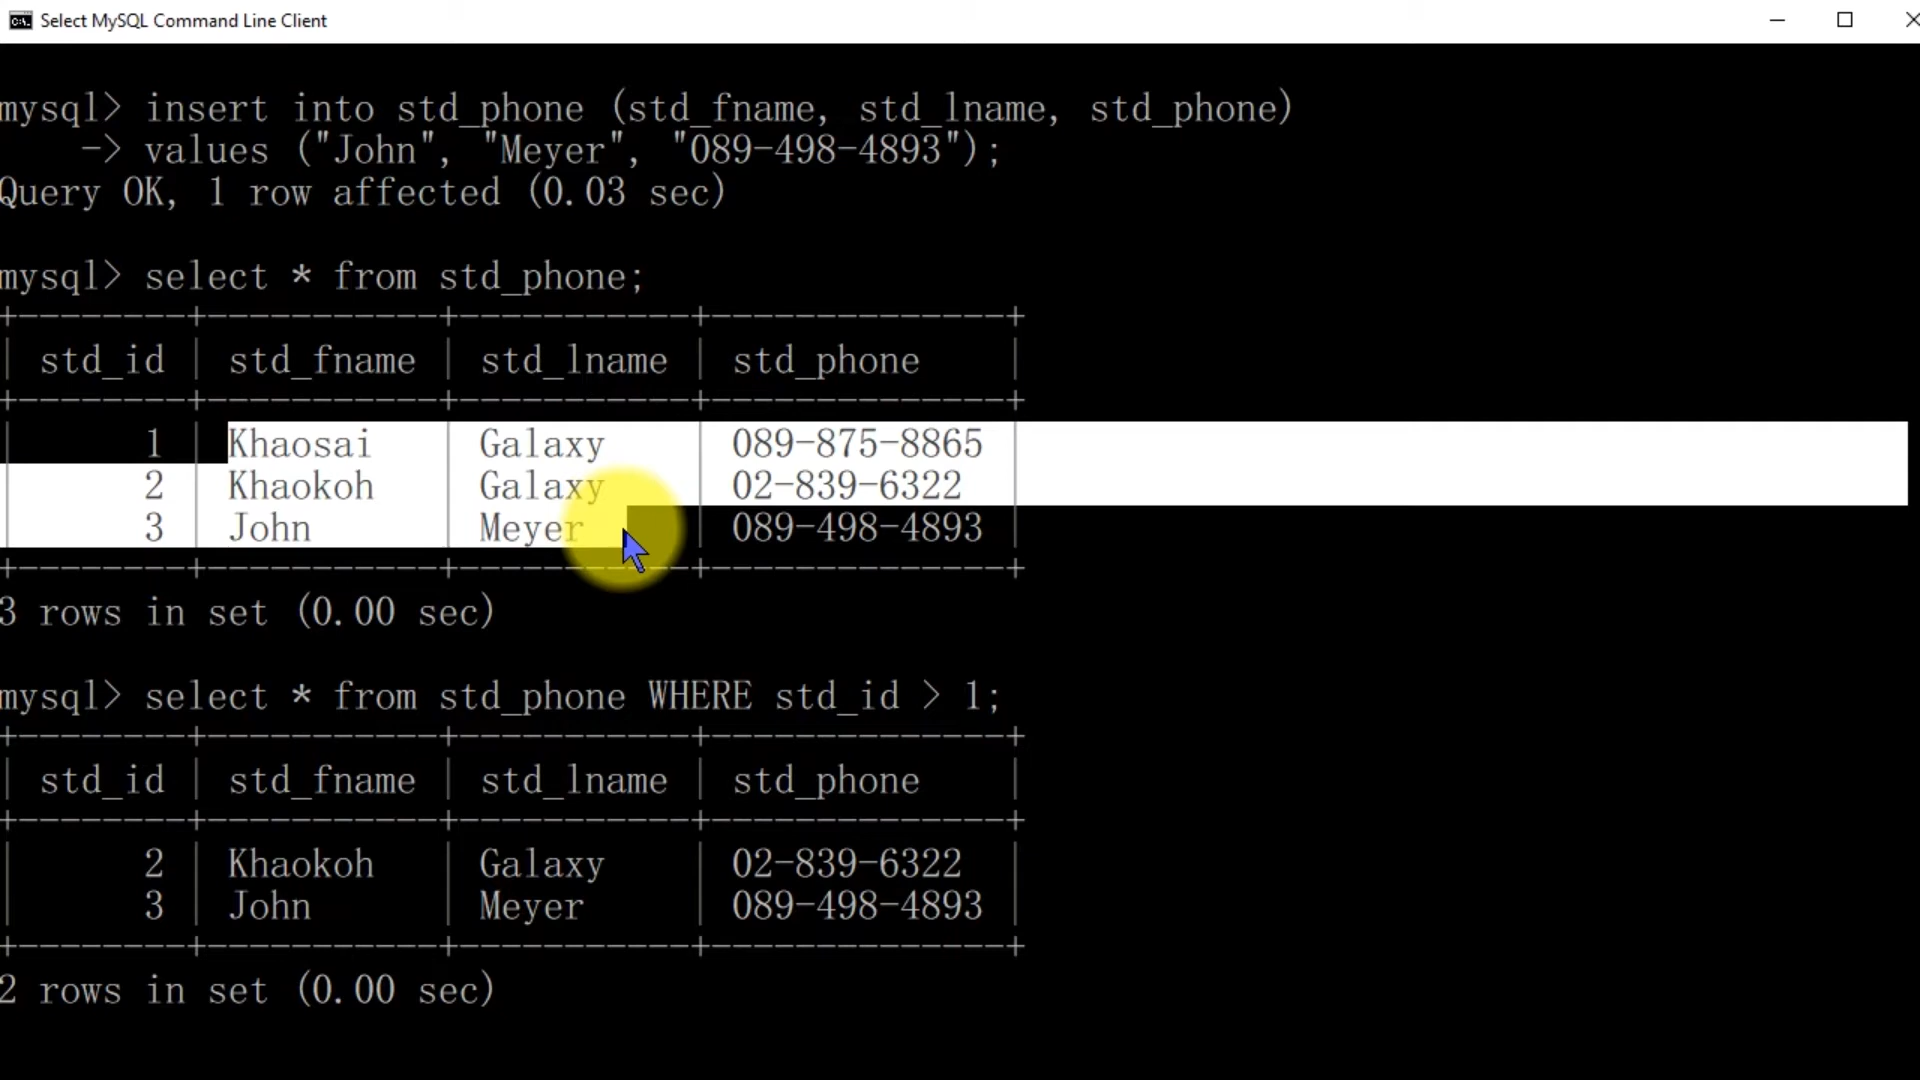 Select MySQL Command Line Client
mysql> insert into std_phone (std_fname, std_lname, std_phone)
    -> values ("John", "Meyer", "089-498-4893");
Query OK, 1 row affected (0.03 sec)
mysql> select * from std_phone;
+--------+-----------+-----------+--------------+
| std_id | std_fname | std_lname | std_phone    |
+--------+-----------+-----------+--------------+
|      1 | Khaosai   | Galaxy    | 089-875-8865 |
|      2 | Khaokoh   | Galaxy    | 02-839-6322  |
|      3 | John      | Meyer     | 089-498-4893 |
+--------+-----------+-----------+--------------+
3 rows in set (0.00 sec)
mysql> select * from std_phone WHERE std_id > 1;
+--------+-----------+-----------+--------------+
| std_id | std_fname | std_lname | std_phone    |
+--------+-----------+-----------+--------------+
|      2 | Khaokoh   | Galaxy    | 02-839-6322  |
|      3 | John      | Meyer     | 089-498-4893 |
+--------+-----------+-----------+--------------+
2 rows in set (0.00 sec)